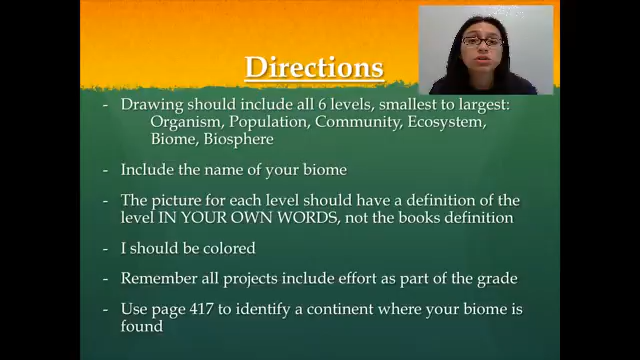 Directions
- Drawing should include all 6 levels, smallest to largest:
Organism, Population, Community, Ecosystem,
Biome, Biosphere
- Include the name of your biome
- The picture for each level should have a definition of the
level IN YOUR OWN WORDS, not the books definition
- I should be colored
- Remember all projects include effort as part of the grade
- Use page 417 to identify a continent where your biome is
found